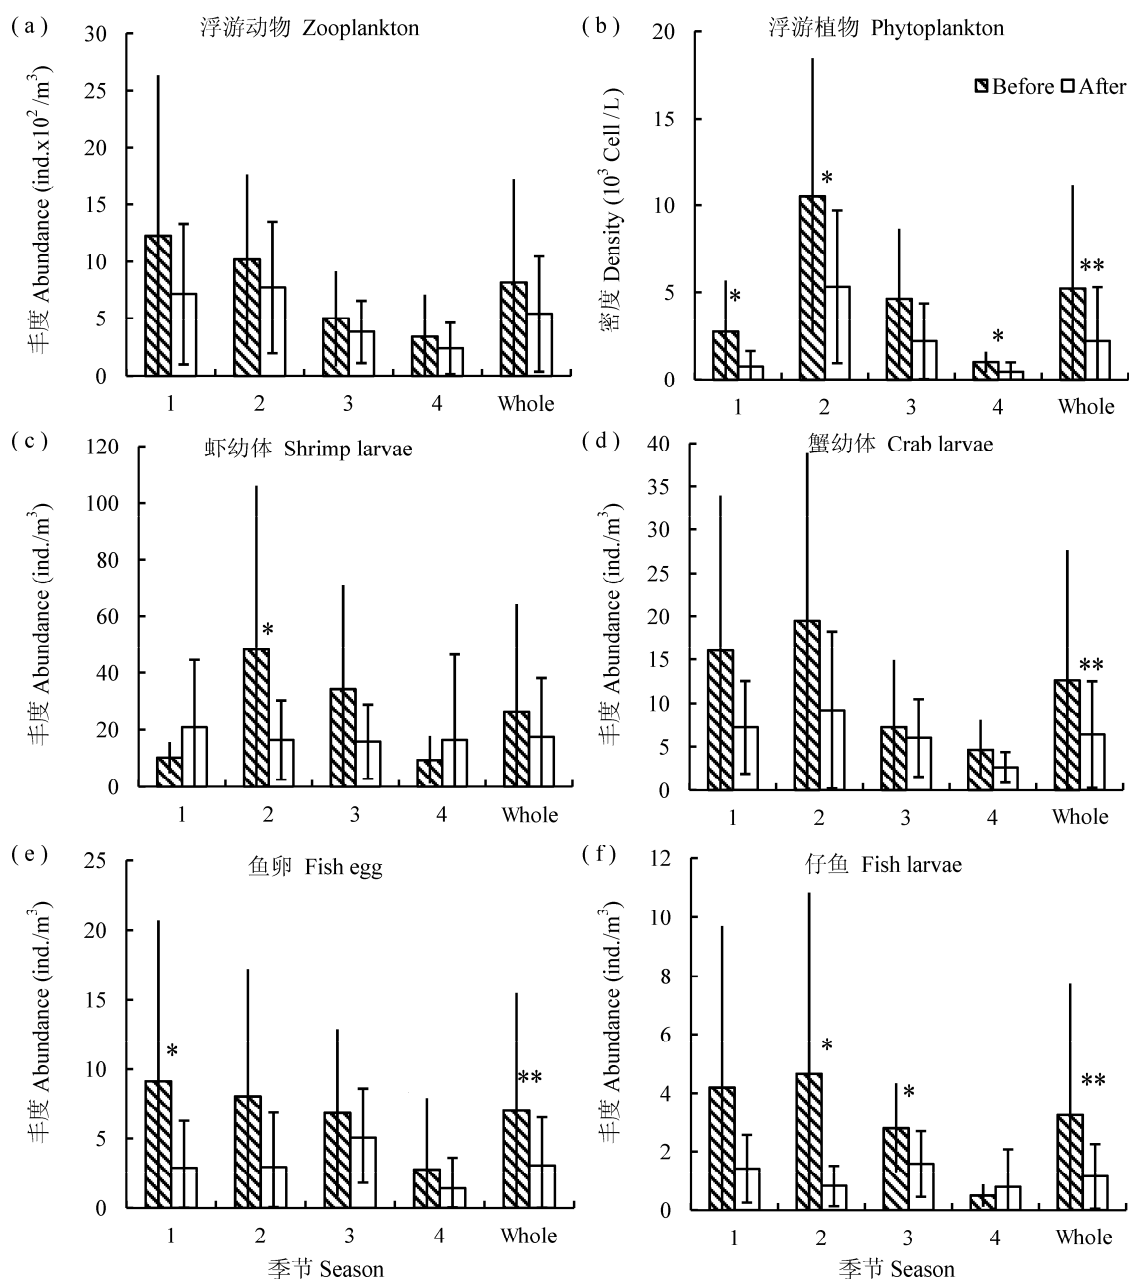 ( a )
浮游动物 Zooplankton
丰度 Abundance (ind.x10²/m³)
30
25
20
15
10
5
0
1 2 3 4 Whole
( b )
浮游植物 Phytoplankton
Before After
密度 Density (10³ Cell/L)
20
15
10
5
0
* * * **
1 2 3 4 Whole
( c )
虾幼体 Shrimp larvae
丰度 Abundance (ind./m³)
120
100
80
60
40
20
0
*
1 2 3 4 Whole
( d )
蟹幼体 Crab larvae
丰度 Abundance (ind./m³)
40
35
30
25
20
15
10
5
0
**
1 2 3 4 Whole
( e )
鱼卵 Fish egg
丰度 Abundance (ind./m³)
25
20
15
10
5
0
* **
1 2 3 4 Whole
季节 Season
( f )
仔鱼 Fish larvae
丰度 Abundance (ind./m³)
12
10
8
6
4
2
0
* * **
1 2 3 4 Whole
季节 Season